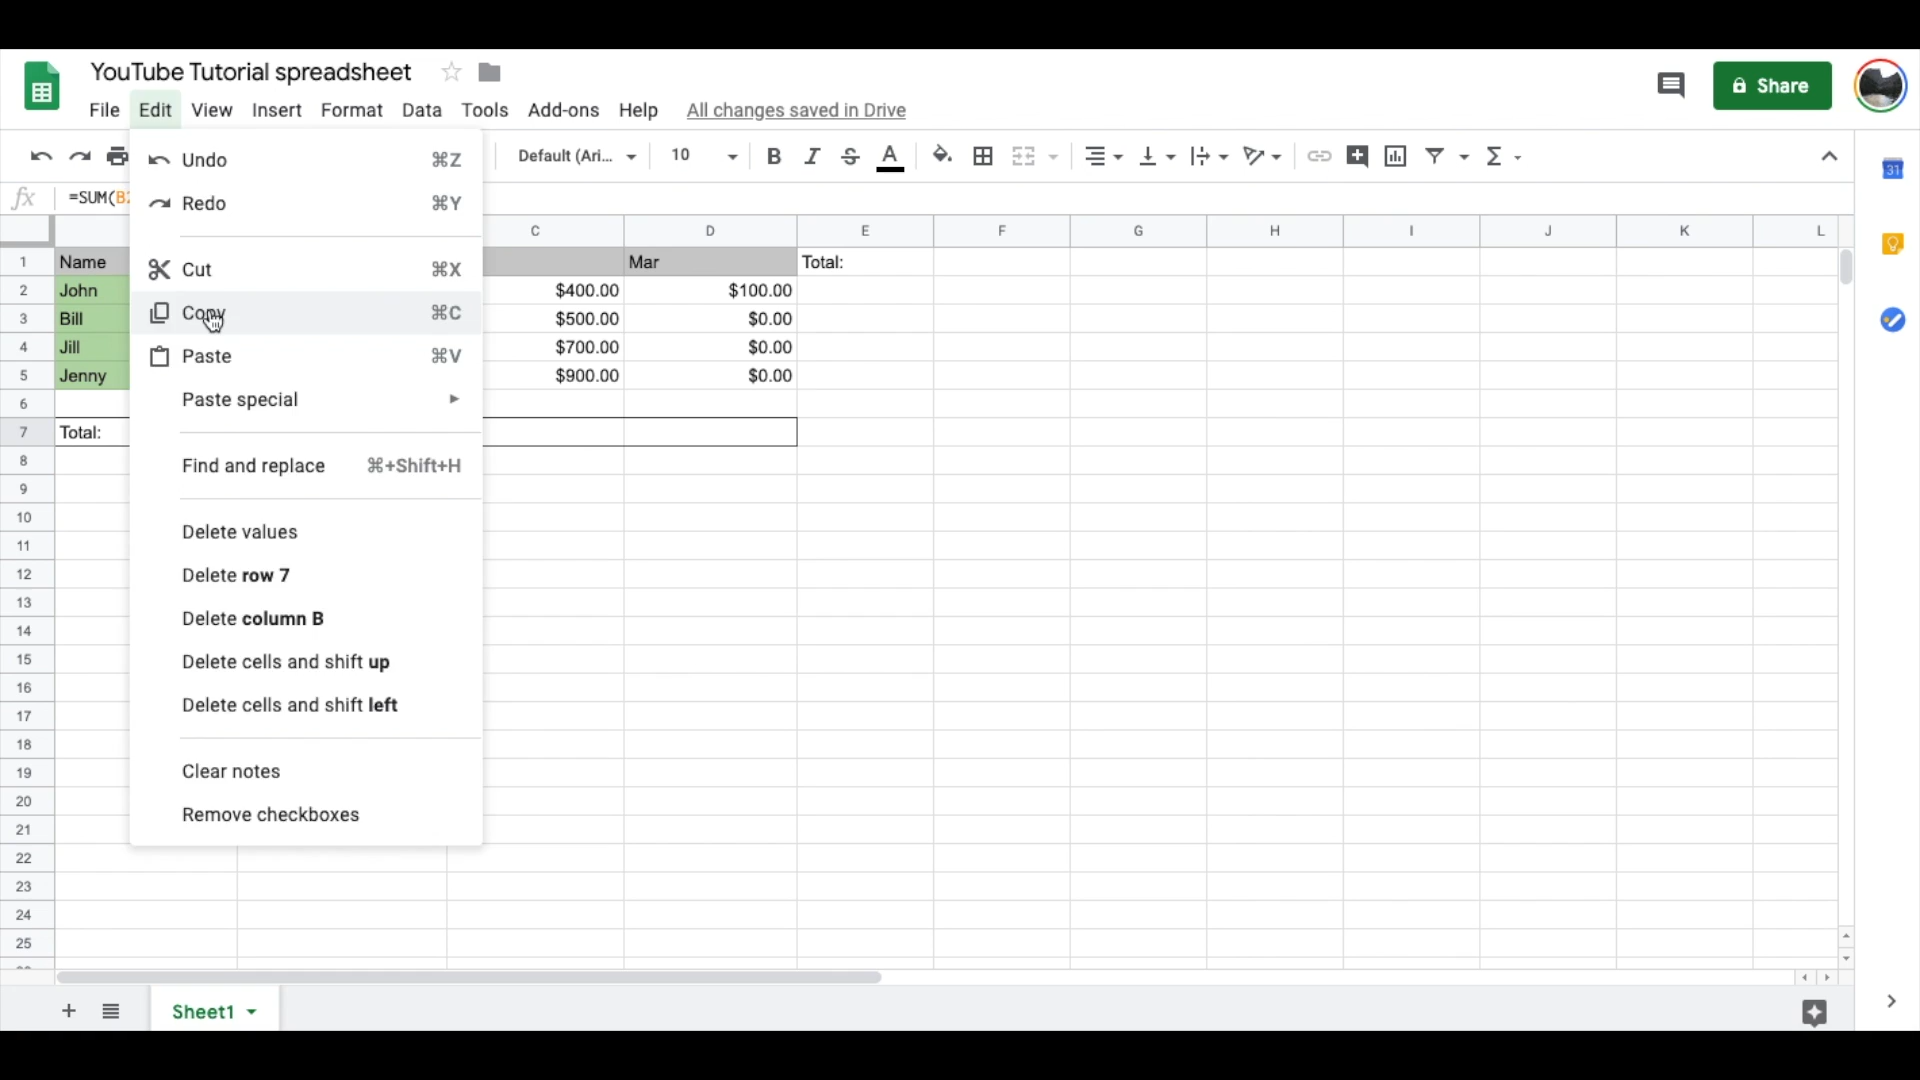 YouTube Tutorial spreadsheet
File Edit View Insert Format Data Tools Add-ons Help All changes saved in Drive
Share
Default (Ari... 10 B I S A Σ
31
fx =SUM(B2
C D E F G H I J K L
1 Name Mar Total:
2 John $400.00 $100.00
3 Bill $500.00 $0.00
4 Jill $700.00 $0.00
5 Jenny $900.00 $0.00
6
7 Total:
8
9
10
11
12
13
14
15
16
17
18
19
20
21
22
23
24
25
Undo ⌘Z
Redo ⌘Y
Cut ⌘X
Copy ⌘C
Paste ⌘V
Paste special
Find and replace ⌘+Shift+H
Delete values
Delete row 7
Delete column B
Delete cells and shift up
Delete cells and shift left
Clear notes
Remove checkboxes
Sheet1